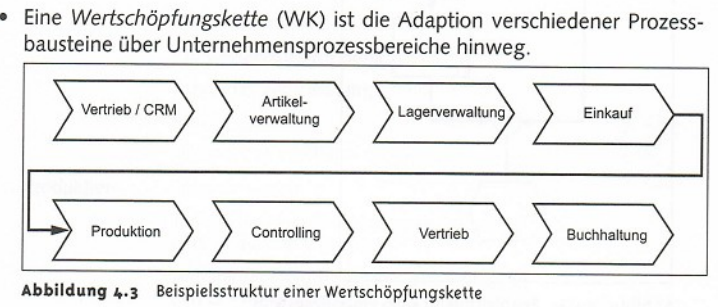 • Eine Wertschöpfungskette (WK) ist die Adaption verschiedener Prozess-
bausteine über Unternehmensprozessbereiche hinweg.
Vertrieb / CRM
Artikel-
verwaltung
Lagerverwaltung
Einkauf
Produktion
Controlling
Vertrieb
Buchhaltung
Abbildung 4.3 Beispielsstruktur einer Wertschöpfungskette